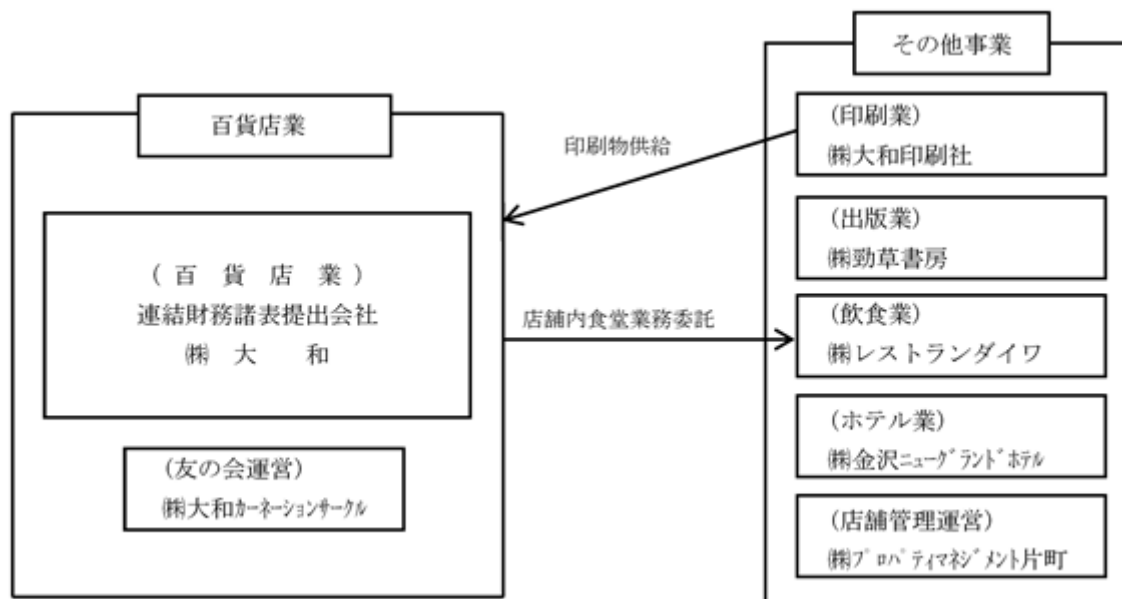 百貨店業
(百貨店業)
連結財務諸表提出会社
㈱大和
(友の会運営)
㈱大和ｶｰﾈｰｼｮﾝｻｰｸﾙ
印刷物供給
店舗内食堂業務委託
その他事業
(印刷業)
㈱大和印刷社
(出版業)
㈱勁草書房
(飲食業)
㈱レストランダイワ
(ホテル業)
㈱金沢ﾆｭｰｸﾞﾗﾝﾄﾞﾎﾃﾙ
(店舗管理運営)
㈱ﾌﾟﾛﾊﾟﾃｨﾏﾈｼﾞﾒﾝﾄ片町